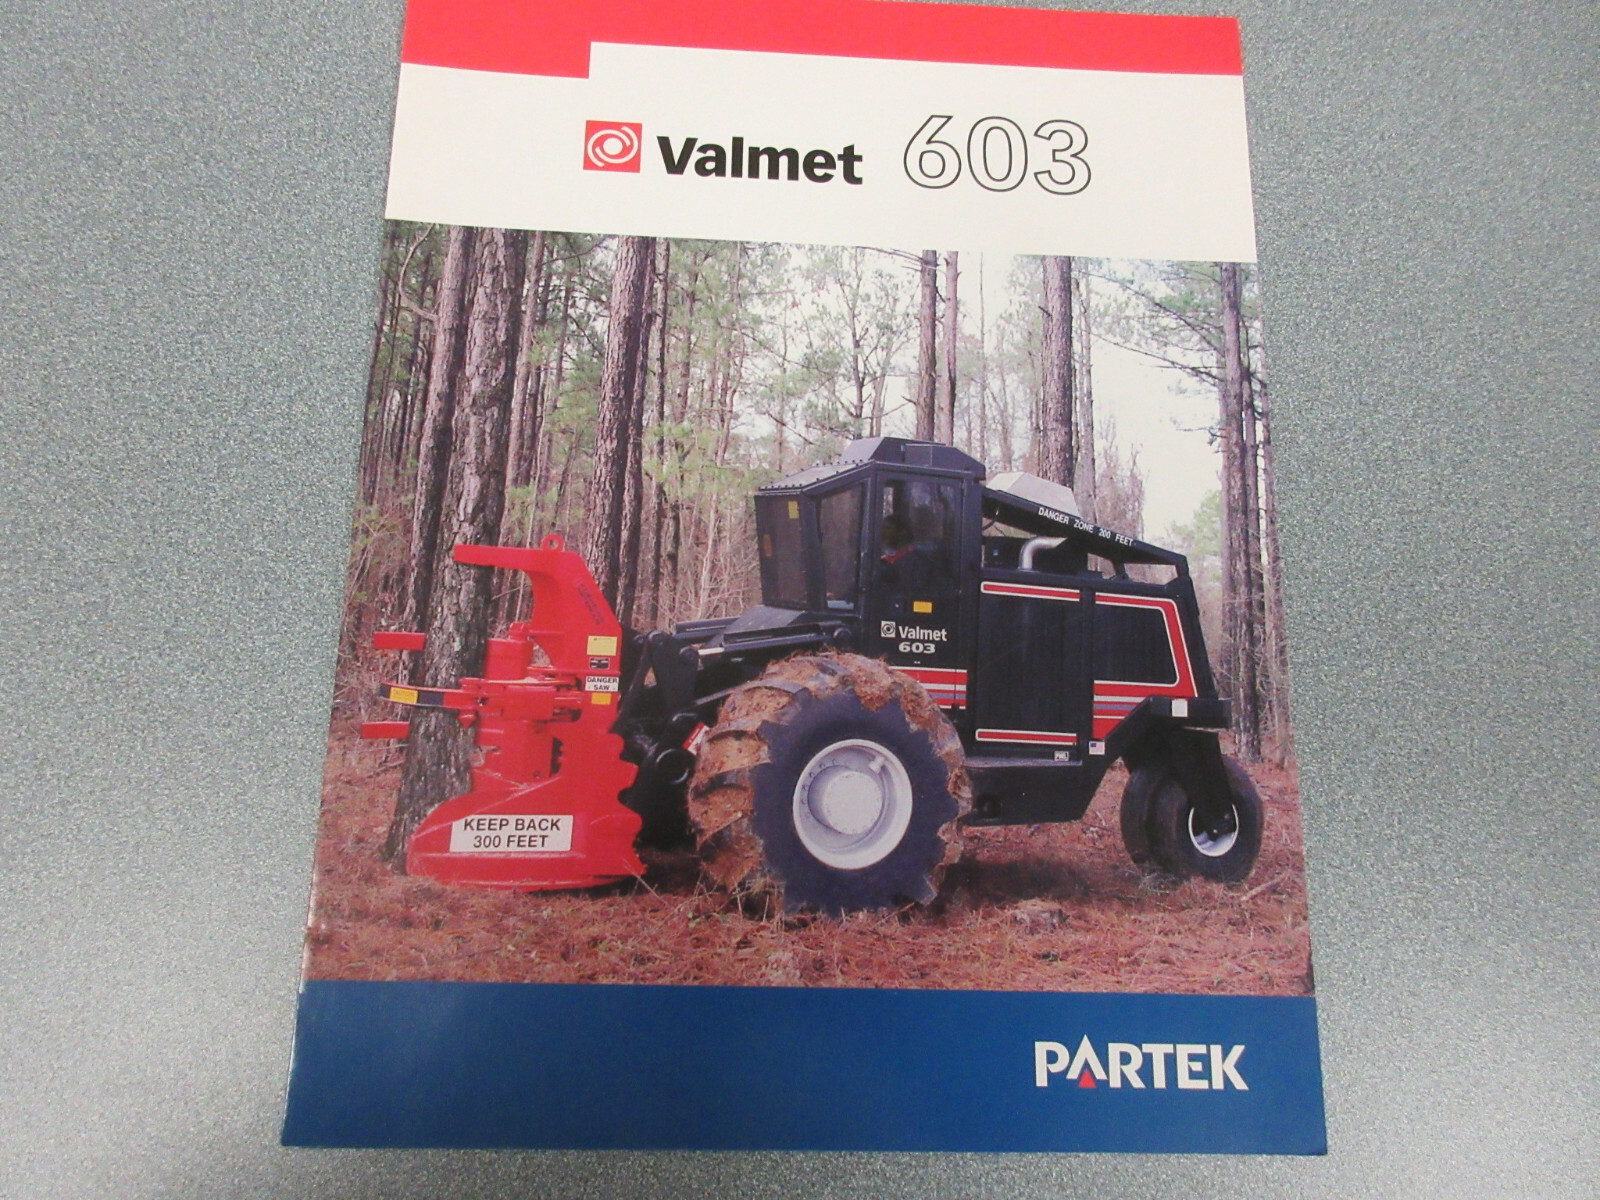 Valmet 603
DANGER ZONE 200 FEET
Valmet
603
DANGER
SAW
KEEP BACK
300 FEET
PARTEK